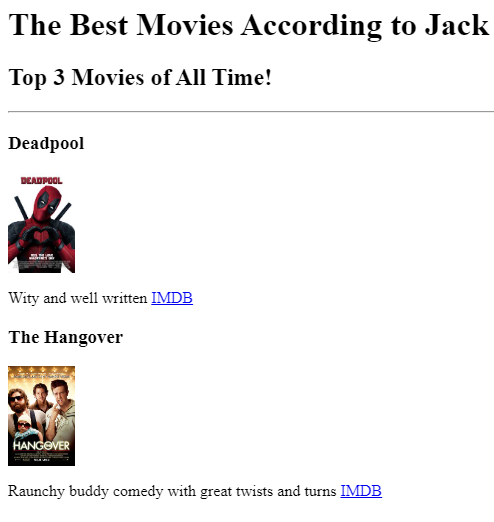 The Best Movies According to Jack
Top 3 Movies of All Time!
Deadpool
DEADPOOL
Wity and well written IMDB
The Hangover
HANGOVER
Raunchy buddy comedy with great twists and turns IMDB